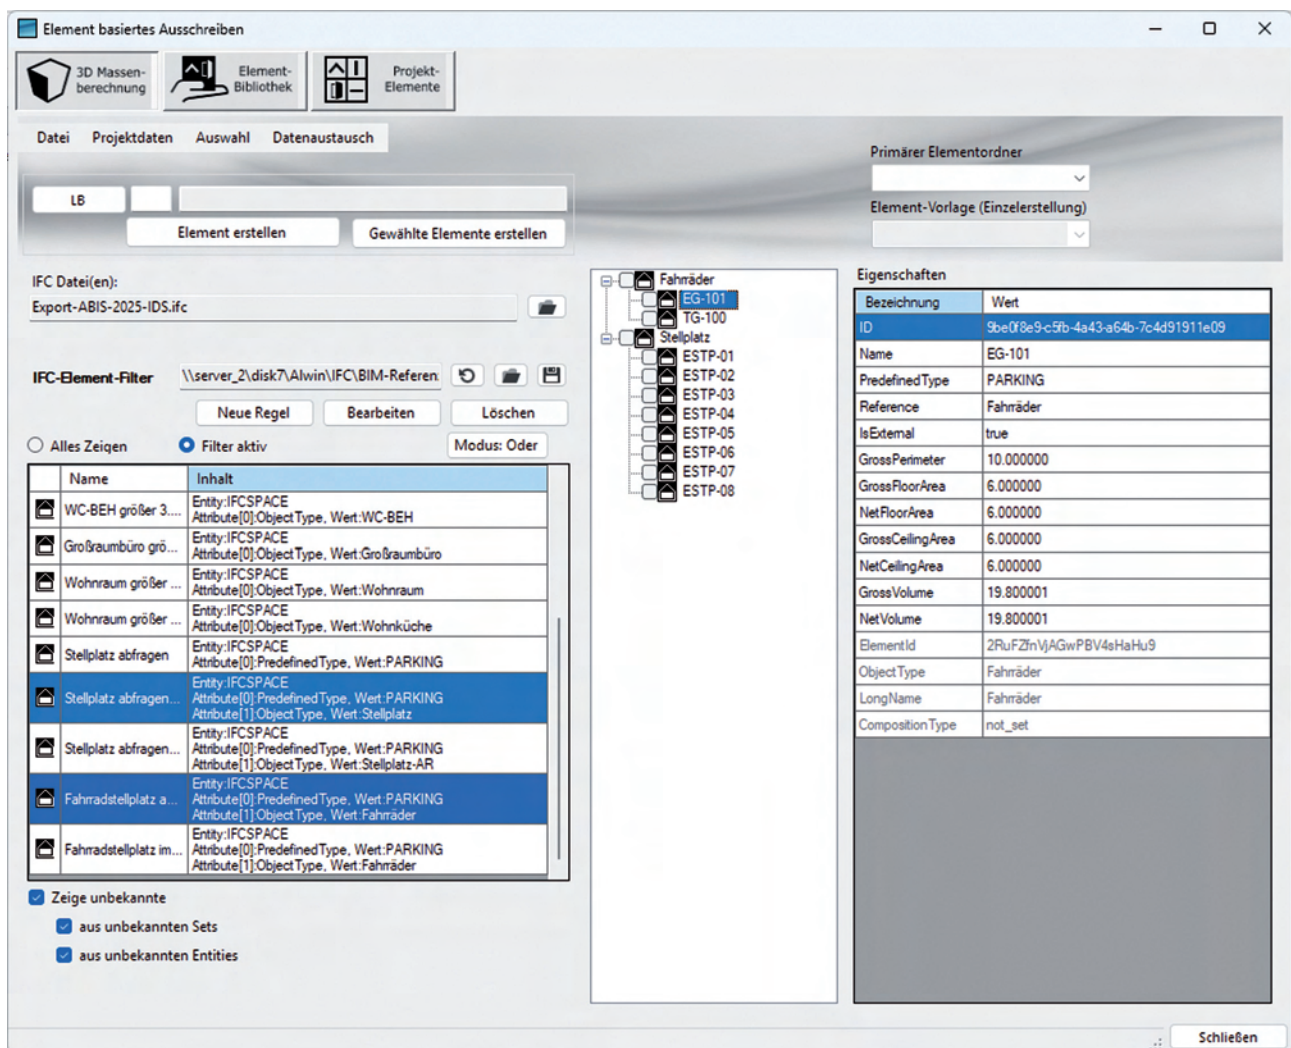 Element basiertes Ausschreiben
3D Massen-
berechnung
Element-
Bibliothek
Projekt-
Elemente
Datei Projektdaten Auswahl Datenaustausch
LB
Element erstellen Gewählte Elemente erstellen
Primärer Elementordner
Element-Vorlage (Einzelerstellung)
IFC Datei(en):
Export-ABIS-2025-IDS.ifc
IFC-Element-Filter \\server_2\disk7\Alwin\IFC\BIM-Referen:
Neue Regel Bearbeiten Löschen
Alles Zeigen Filter aktiv Modus: Oder
Name Inhalt
WC-BEH größer 3....
Entity:IFCSPACE
Attribute[0]:ObjectType, Wert:WC-BEH
Großraumbüro grö...
Entity:IFCSPACE
Attribute[0]:ObjectType, Wert:Großraumbüro
Wohnraum größer ...
Entity:IFCSPACE
Attribute[0]:ObjectType, Wert:Wohnraum
Wohnraum größer ...
Entity:IFCSPACE
Attribute[0]:ObjectType, Wert:Wohnküche
Stellplatz abfragen
Entity:IFCSPACE
Attribute[0]:PredefinedType, Wert:PARKING
Stellplatz abfragen...
Entity:IFCSPACE
Attribute[0]:PredefinedType, Wert:PARKING
Attribute[1]:ObjectType, Wert:Stellplatz
Stellplatz abfragen...
Entity:IFCSPACE
Attribute[0]:PredefinedType, Wert:PARKING
Attribute[1]:ObjectType, Wert:Stellplatz-AR
Fahrradstellplatz a...
Entity:IFCSPACE
Attribute[0]:PredefinedType, Wert:PARKING
Attribute[1]:ObjectType, Wert:Fahrräder
Fahrradstellplatz im...
Entity:IFCSPACE
Attribute[0]:PredefinedType, Wert:PARKING
Attribute[1]:ObjectType, Wert:Fahrräder
Zeige unbekannte
aus unbekannten Sets
aus unbekannten Entities
Fahrräder
EG-101
TG-100
Stellplatz
ESTP-01
ESTP-02
ESTP-03
ESTP-04
ESTP-05
ESTP-06
ESTP-07
ESTP-08
Eigenschaften
Bezeichnung Wert
ID 9be0f8e9-c5fb-4a43-a64b-7c4d91911e09
Name EG-101
PredefinedType PARKING
Reference Fahrräder
IsExternal true
GrossPerimeter 10.000000
GrossFloorArea 6.000000
NetFloorArea 6.000000
GrossCeilingArea 6.000000
NetCeilingArea 6.000000
GrossVolume 19.800001
NetVolume 19.800001
ElementId 2RuFZfnVjAGwPBV4sHaHu9
ObjectType Fahrräder
LongName Fahrräder
CompositionType not_set
Schließen